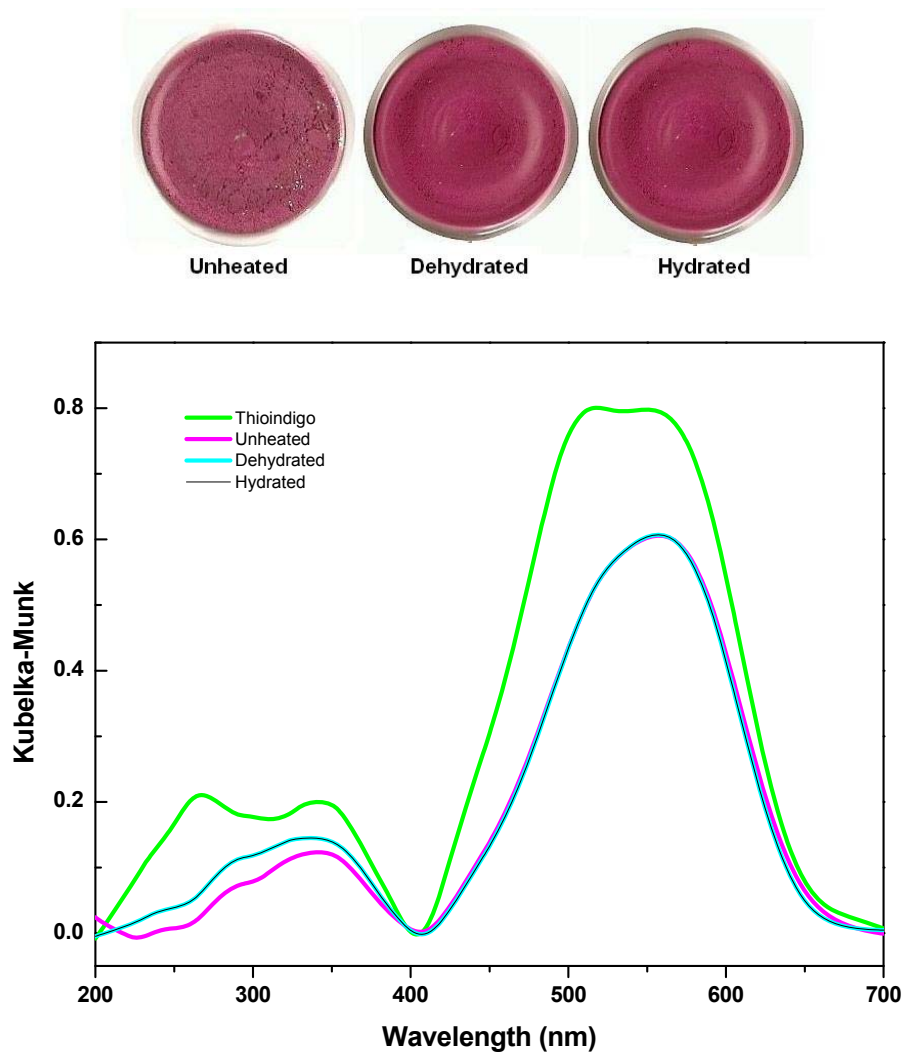 Unheated Dehydrated Hydrated
Thioindigo
Unheated
Dehydrated
Hydrated
Kubelka-Munk
0.8
0.6
0.4
0.2
0.0
200 300 400 500 600 700
Wavelength (nm)